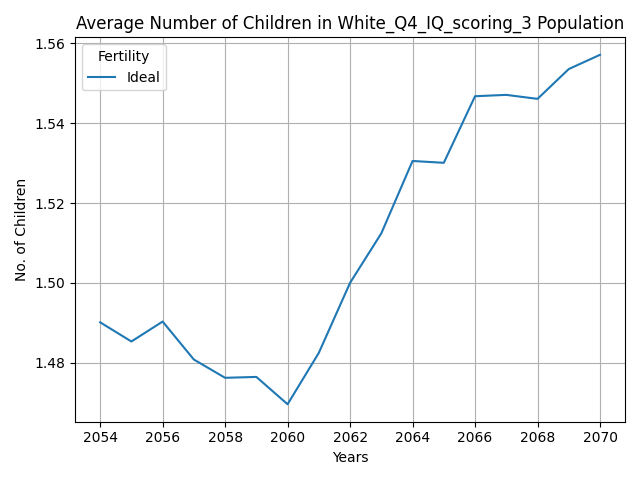 Average Number of Children in White_Q4_IQ_scoring_3 Population
Fertility
Ideal
No. of Children
1.56
1.54
1.52
1.50
1.48
2054 2056 2058 2060 2062 2064 2066 2068 2070
Years